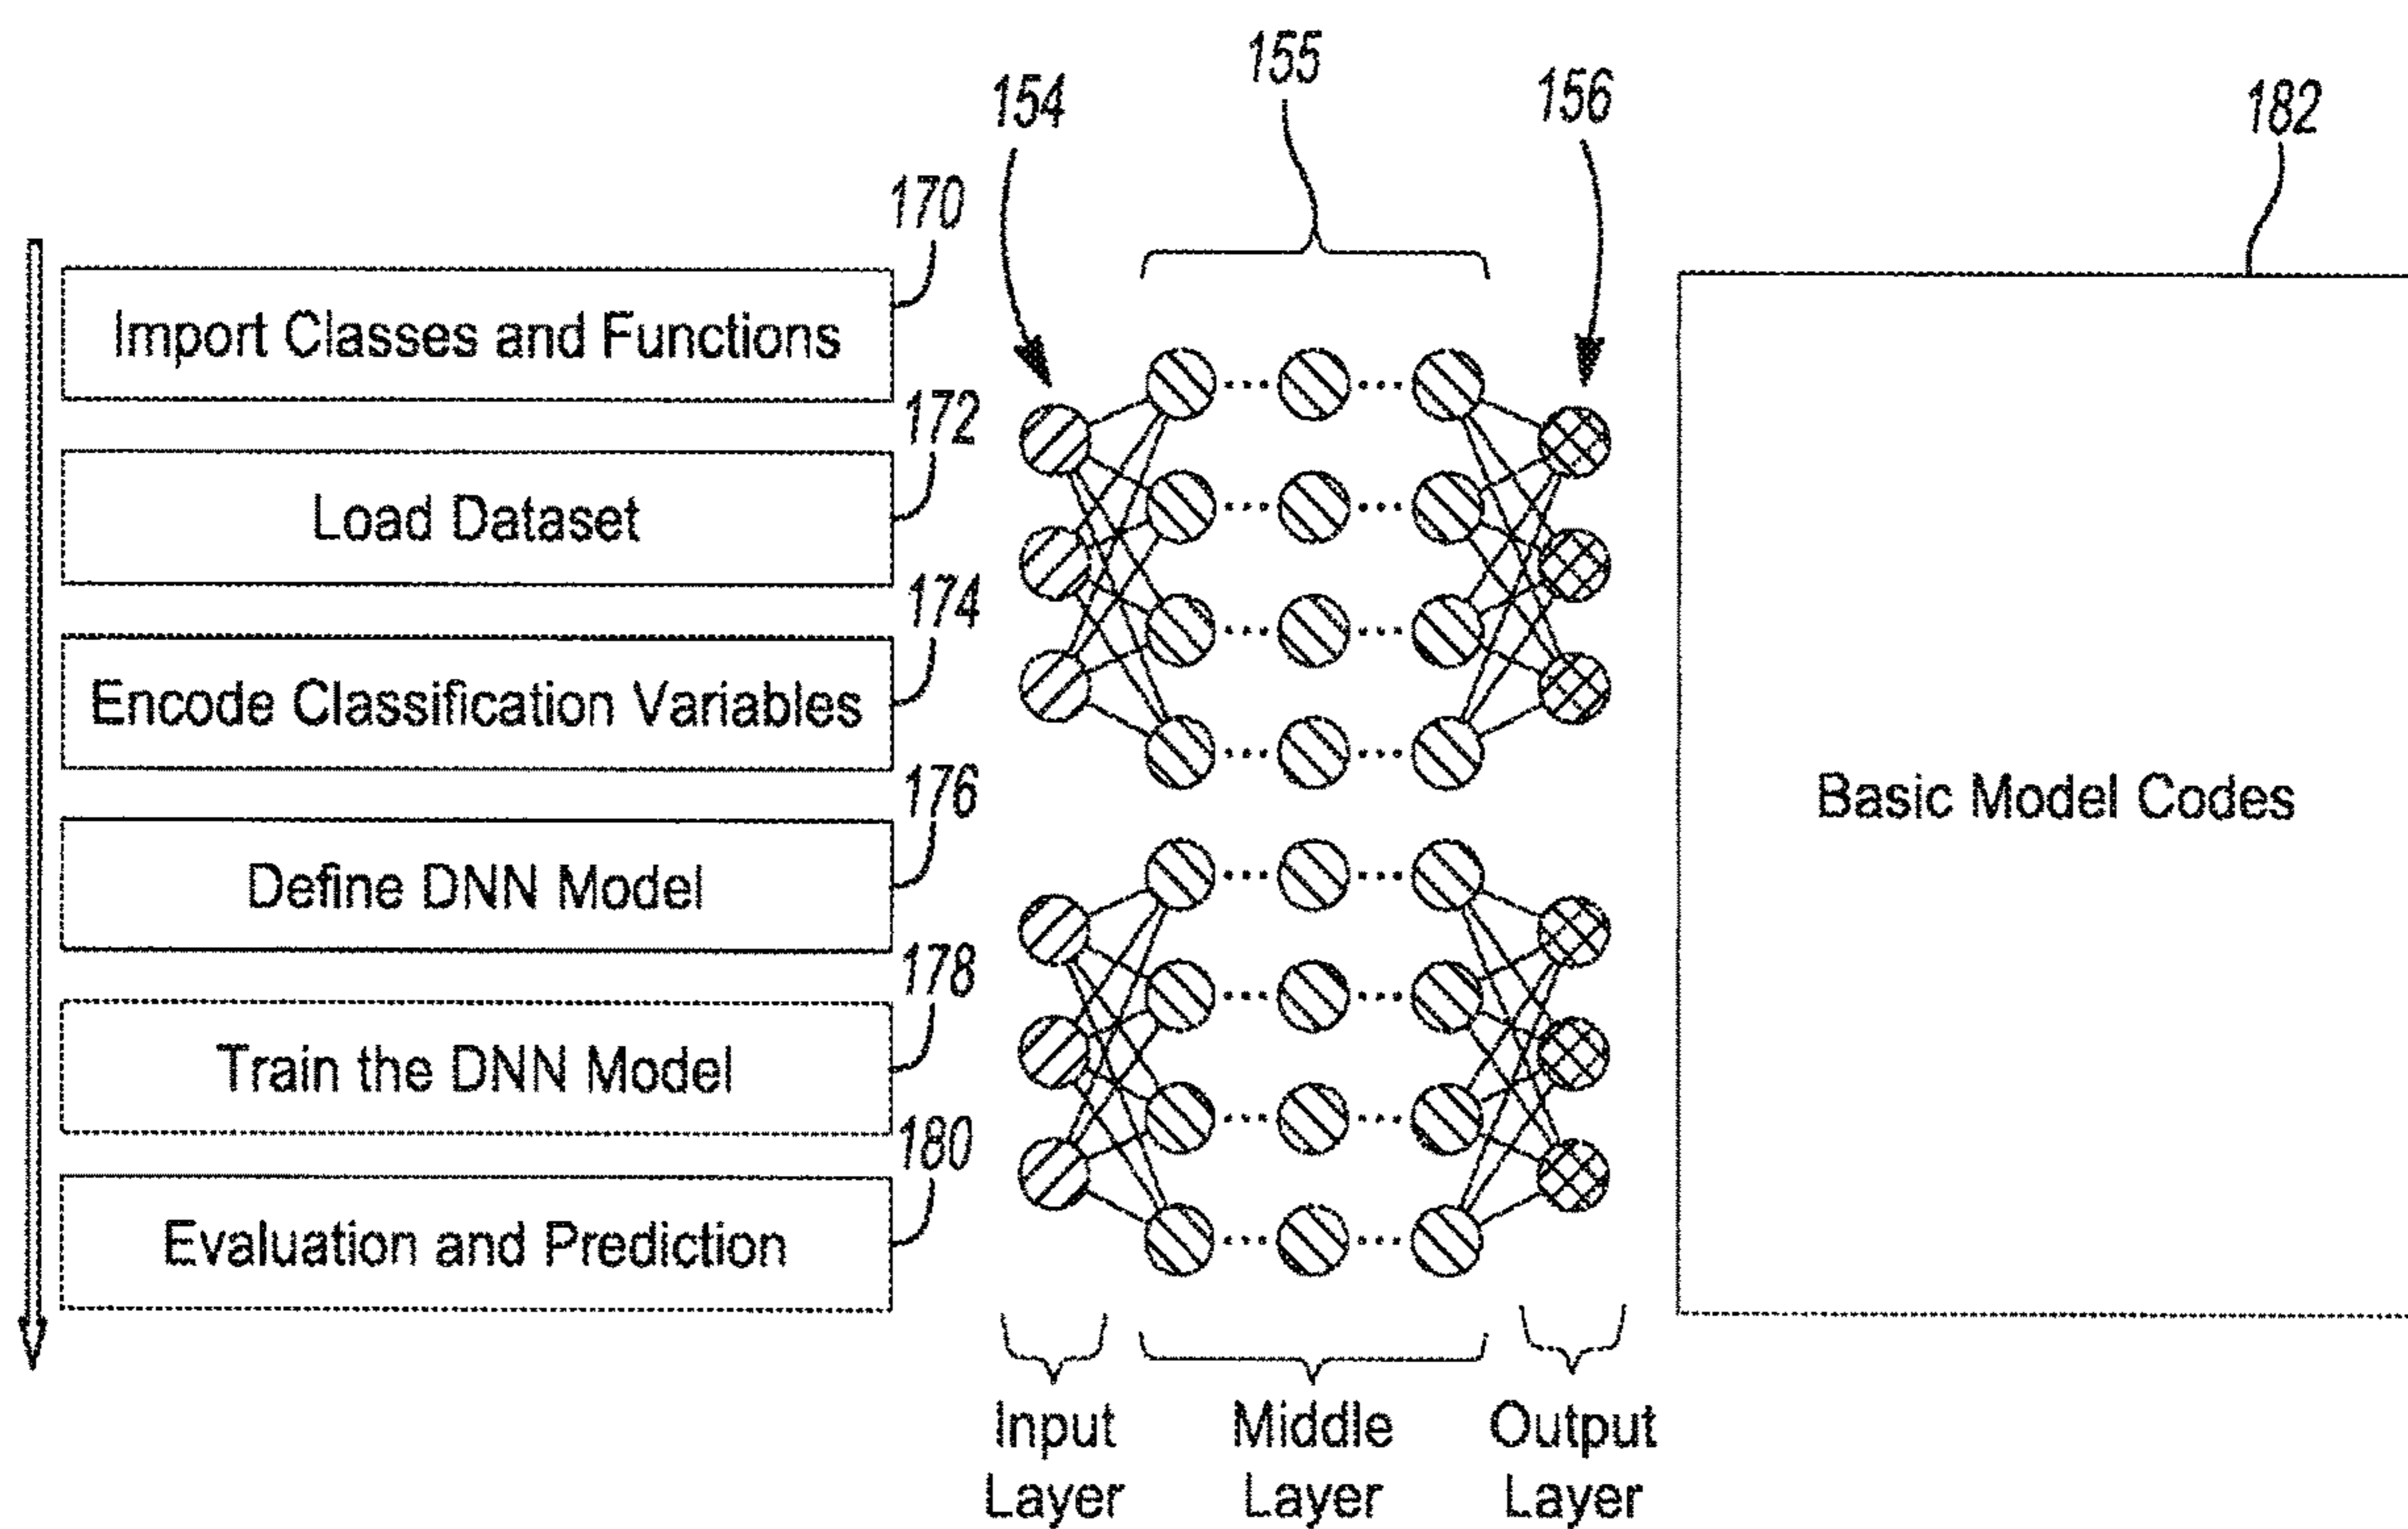 155
154
156
182
170
Import Classes and Functions
172
Load Dataset
174
Encode Classification Variables
176
Define DNN Model
178
Train the DNN Model
180
Evaluation and Prediction
Basic Model Codes
Input
Layer
Middle
Layer
Output
Layer